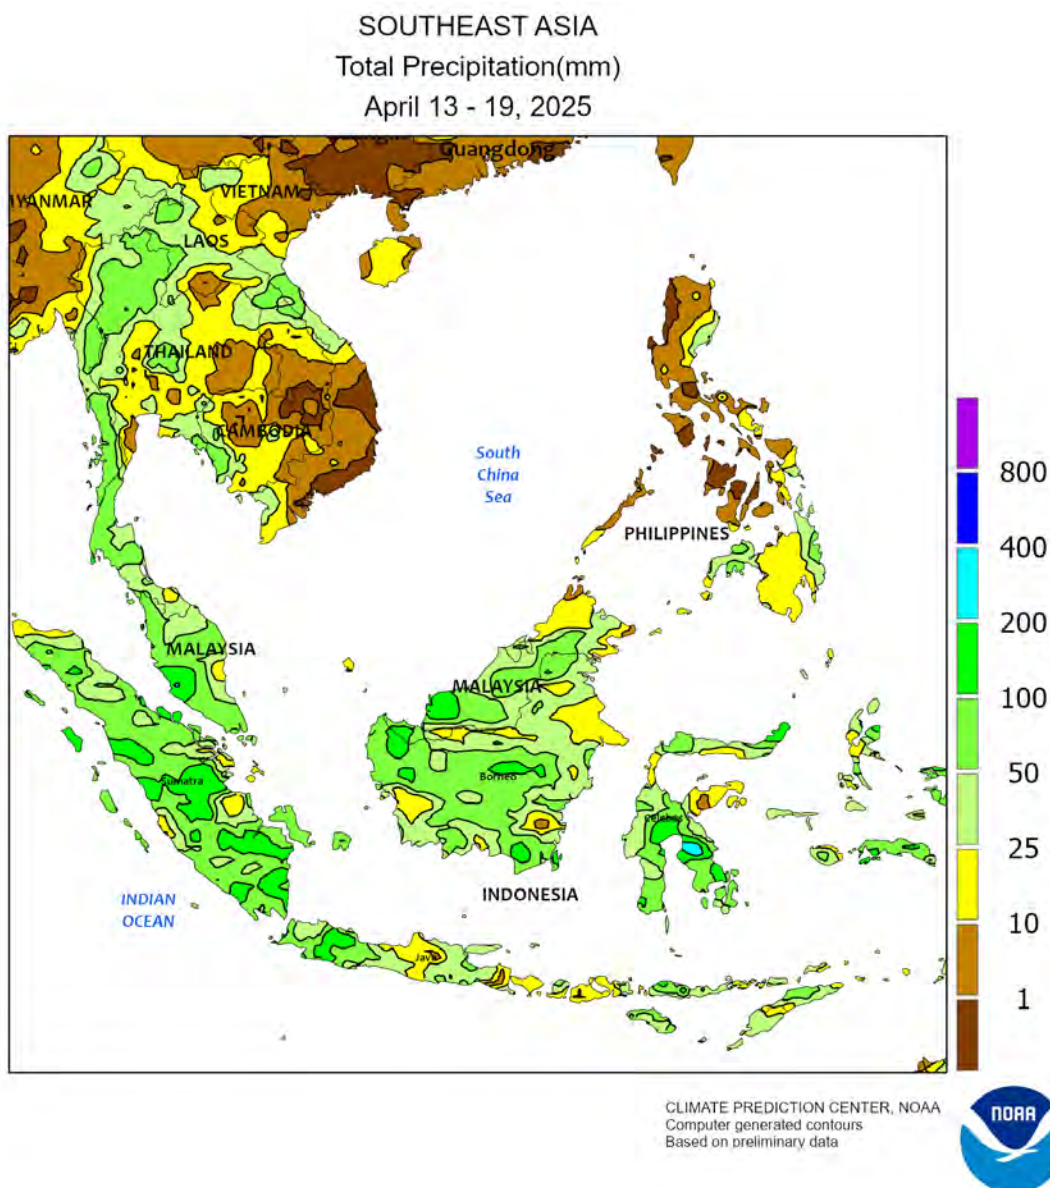 SOUTHEAST ASIA
Total Precipitation(mm)
April 13 - 19, 2025
Guangdong
VIETNAM
MYANMAR
LAOS
THAILAND
CAMBODIA
South
China
Sea
PHILIPPINES
MALAYSIA
MALAYSIA
Sumatra
Borneo
Celebes
INDIAN
OCEAN
INDONESIA
Java
800
400
200
100
50
25
10
1
CLIMATE PREDICTION CENTER, NOAA
Computer generated contours
Based on preliminary data
NOAA